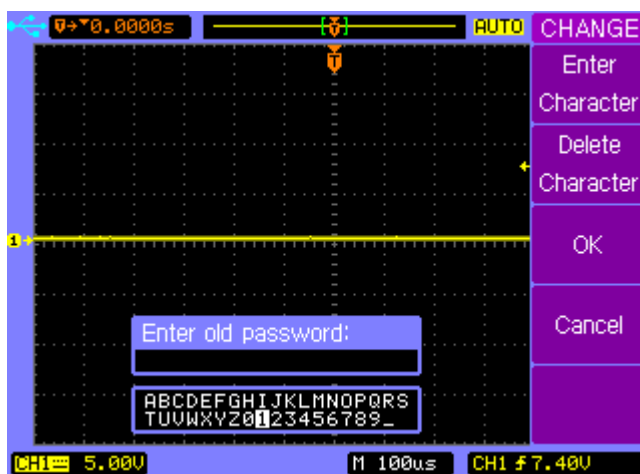 T→▼0.0000s [T] AUTO CHANGE
T
Enter
Character
Delete
Character
1
OK
Cancel
Enter old password:
ABCDEFGHIJKLMNOPQRS
TUVWXYZ0123456789_
CH1 5.00V M 100us CH1 7.40V